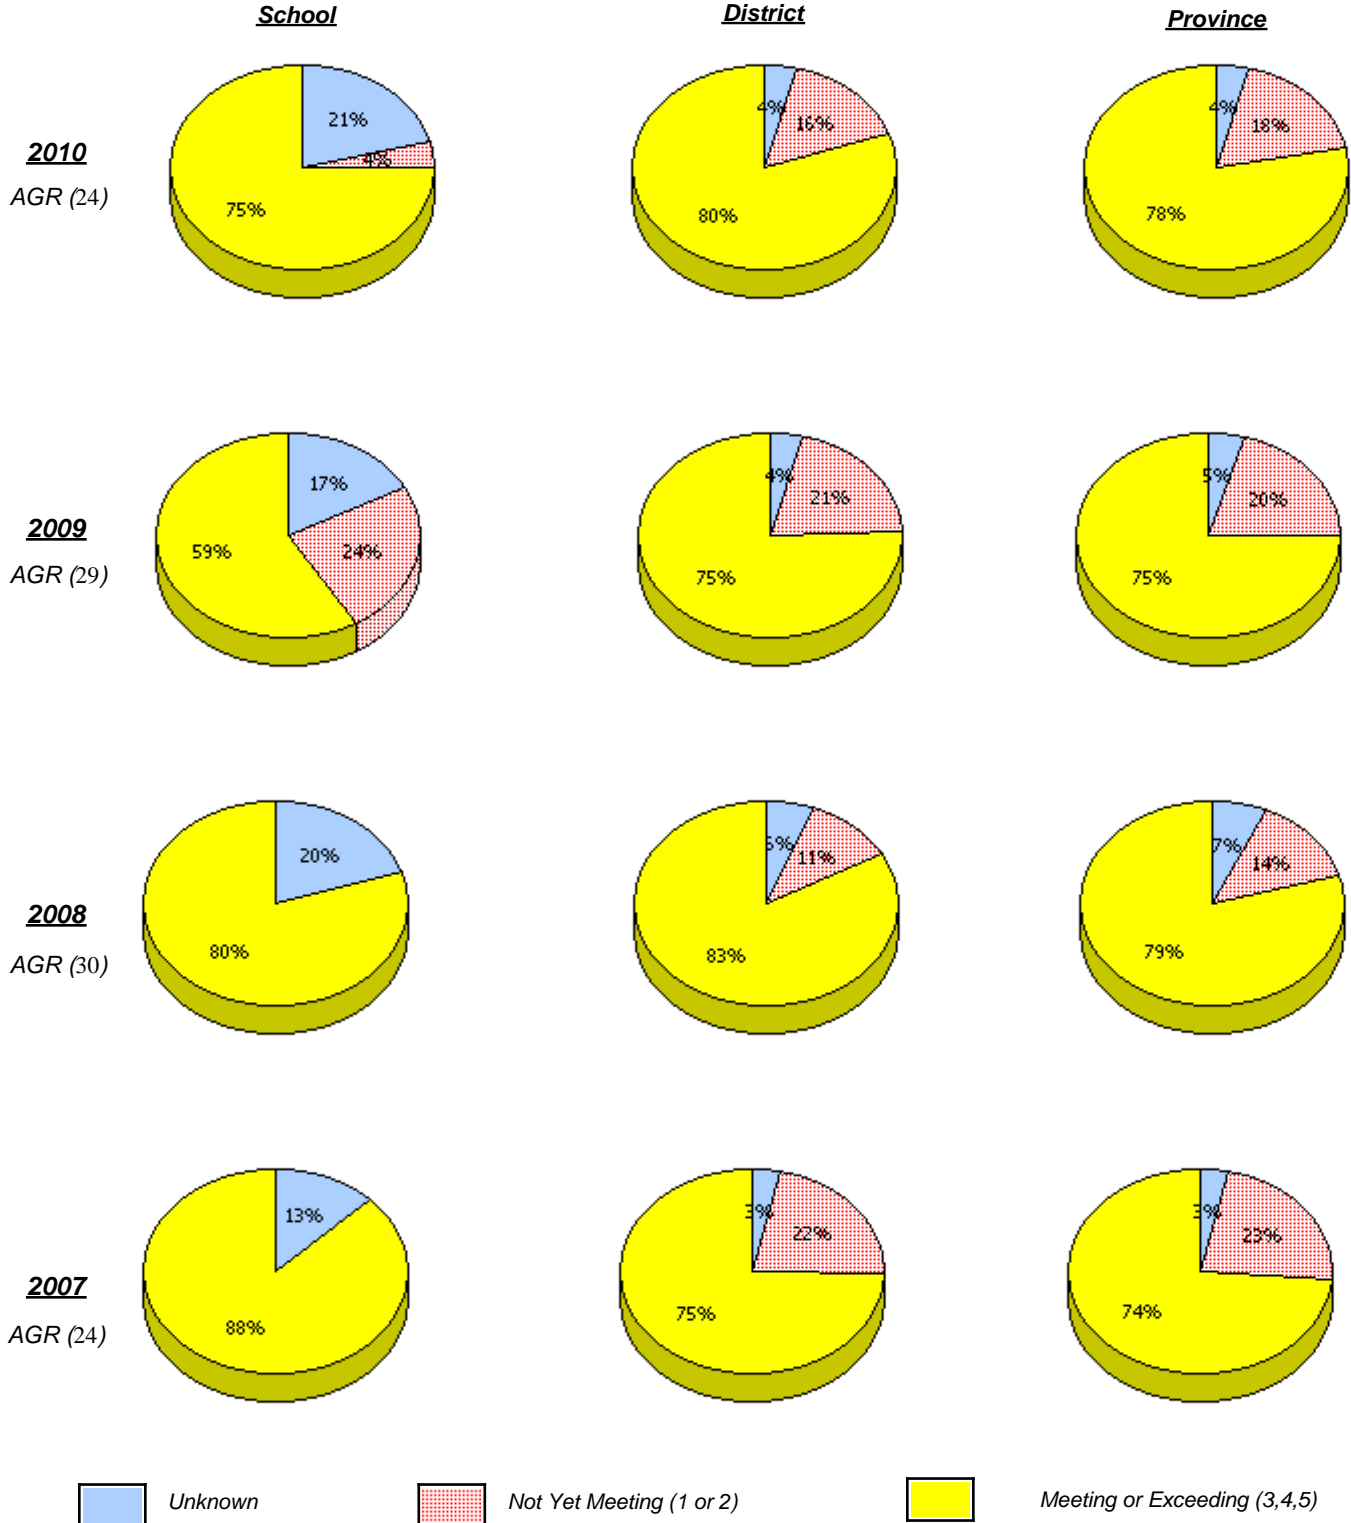 School District Province
21% 4% 75%
4% 16% 80%
4% 18% 78%
2010
AGR (24)
17% 24% 59%
4% 21% 75%
5% 20% 75%
2009
AGR (29)
20% 80%
5% 11% 83%
7% 14% 79%
2008
AGR (30)
13% 88%
3% 22% 75%
3% 23% 74%
2007
AGR (24)
Unknown Not Yet Meeting (1 or 2) Meeting or Exceeding (3,4,5)